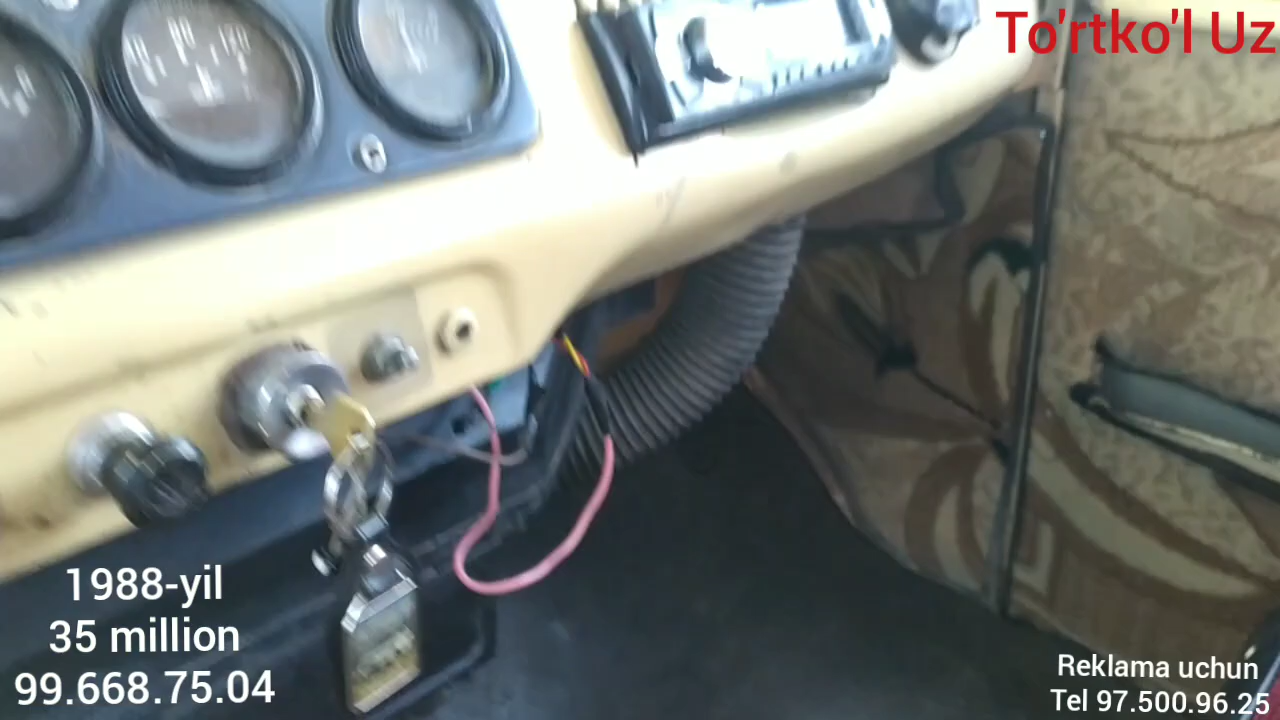 To'rtko'l Uz
1988-yil
35 million
99.668.75.04
Reklama uchun
Tel 97.500.96.25